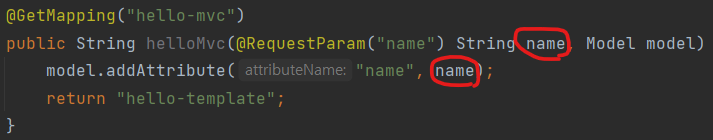 @GetMapping("hello-mvc")
public String helloMvc(@RequestParam("name") String name, Model model)
model.addAttribute( attributeName: "name", name);
return "hello-template";
}